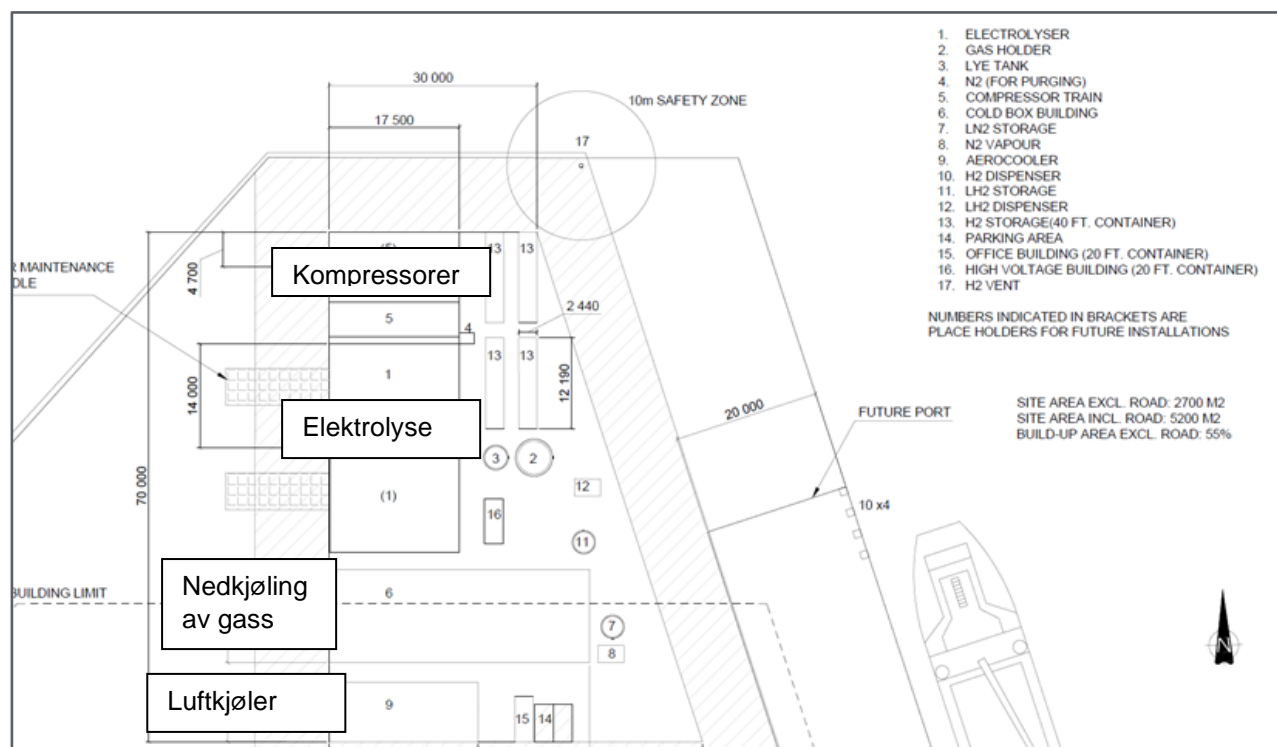 1. ELECTROLYSER
2. GAS HOLDER
3. LYE TANK
4. N2 (FOR PURGING)
5. COMPRESSOR TRAIN
6. COLD BOX BUILDING
7. LN2 STORAGE
8. N2 VAPOUR
9. AEROCOOLER
10. H2 DISPENSER
11. LH2 STORAGE
12. LH2 DISPENSER
13. H2 STORAGE(40 FT. CONTAINER)
14. PARKING AREA
15. OFFICE BUILDING (20 FT. CONTAINER)
16. HIGH VOLTAGE BUILDING (20 FT. CONTAINER)
17. H2 VENT
NUMBERS INDICATED IN BRACKETS ARE
PLACE HOLDERS FOR FUTURE INSTALLATIONS
SITE AREA EXCL. ROAD: 2700 M2
SITE AREA INCL. ROAD: 5200 M2
BUILD-UP AREA EXCL. ROAD: 55%
30 000
10m SAFETY ZONE
17 500
17
13
13
R MAINTENANCE
DLE
4 700
Kompressorer
2 440
5
4
13
13
1
14 000
12 190
20 000
FUTURE PORT
Elektrolyse
3
2
70 000
(1)
12
16
10 x4
11
Nedkjøling
av gass
BUILDING LIMIT
6
7
8
N
Luftkjøler
9
15
14